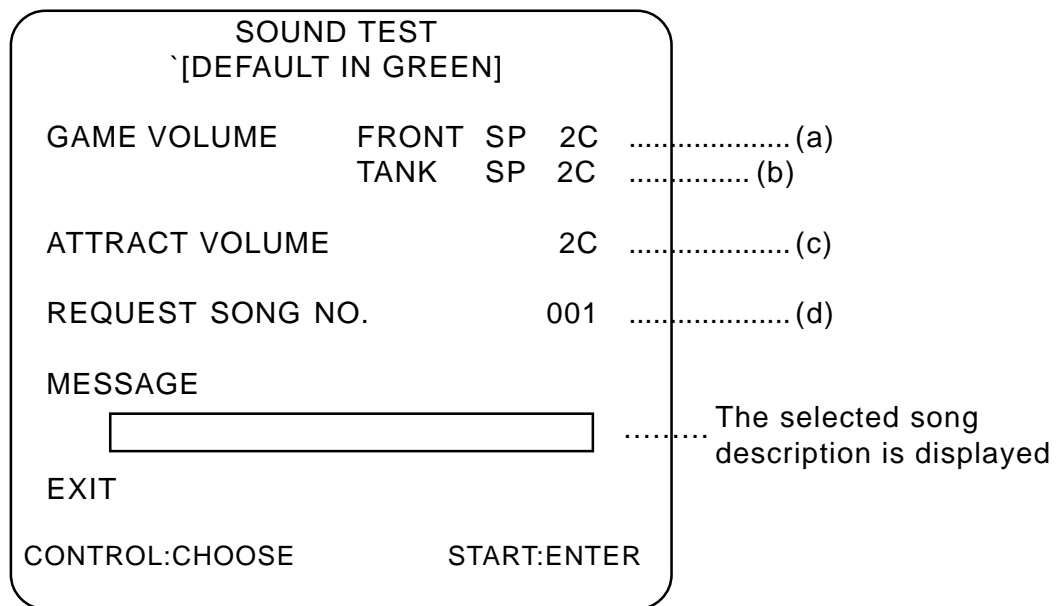 SOUND TEST
`[DEFAULT IN GREEN]
GAME VOLUME FRONT SP 2C ....................(a)
TANK SP 2C ...............(b)
ATTRACT VOLUME 2C ....................(c)
REQUEST SONG NO. 001 ....................(d)
MESSAGE
......... The selected song
description is displayed
EXIT
CONTROL:CHOOSE START:ENTER